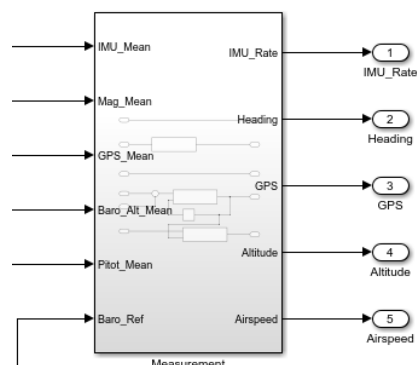 IMU_Mean
IMU_Rate
1
IMU_Rate
Mag_Mean
Heading
2
Heading
GPS_Mean
GPS
3
GPS
Baro_Alt_Mean
Altitude
4
Altitude
Pitot_Mean
Baro_Ref
Airspeed
5
Airspeed
Measurement